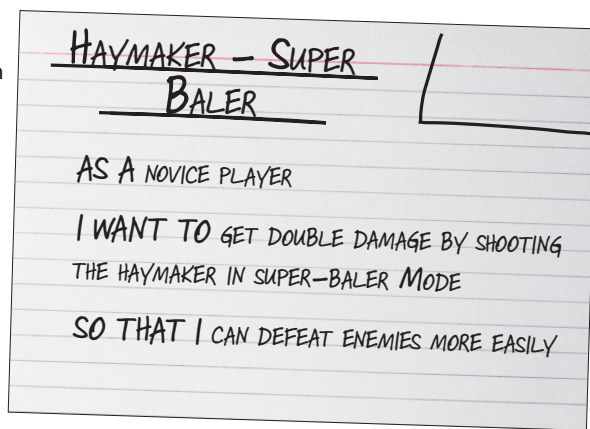 Haymaker – Super
Baler
As a novice player
I want to get double damage by shooting
the haymaker in super-baler Mode
So that I can defeat enemies more easily